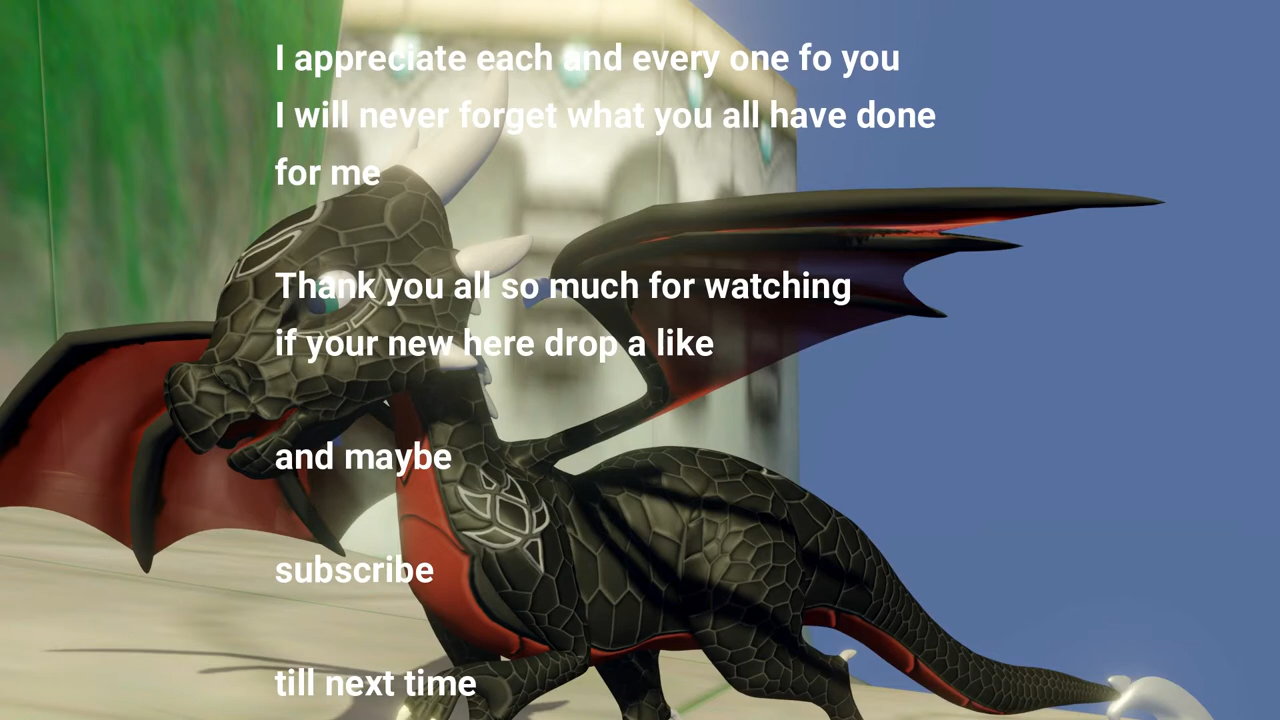 I appreciate each and every one fo you
I will never forget what you all have done
for me
Thank you all so much for watching
if your new here drop a like
and maybe
subscribe
till next time